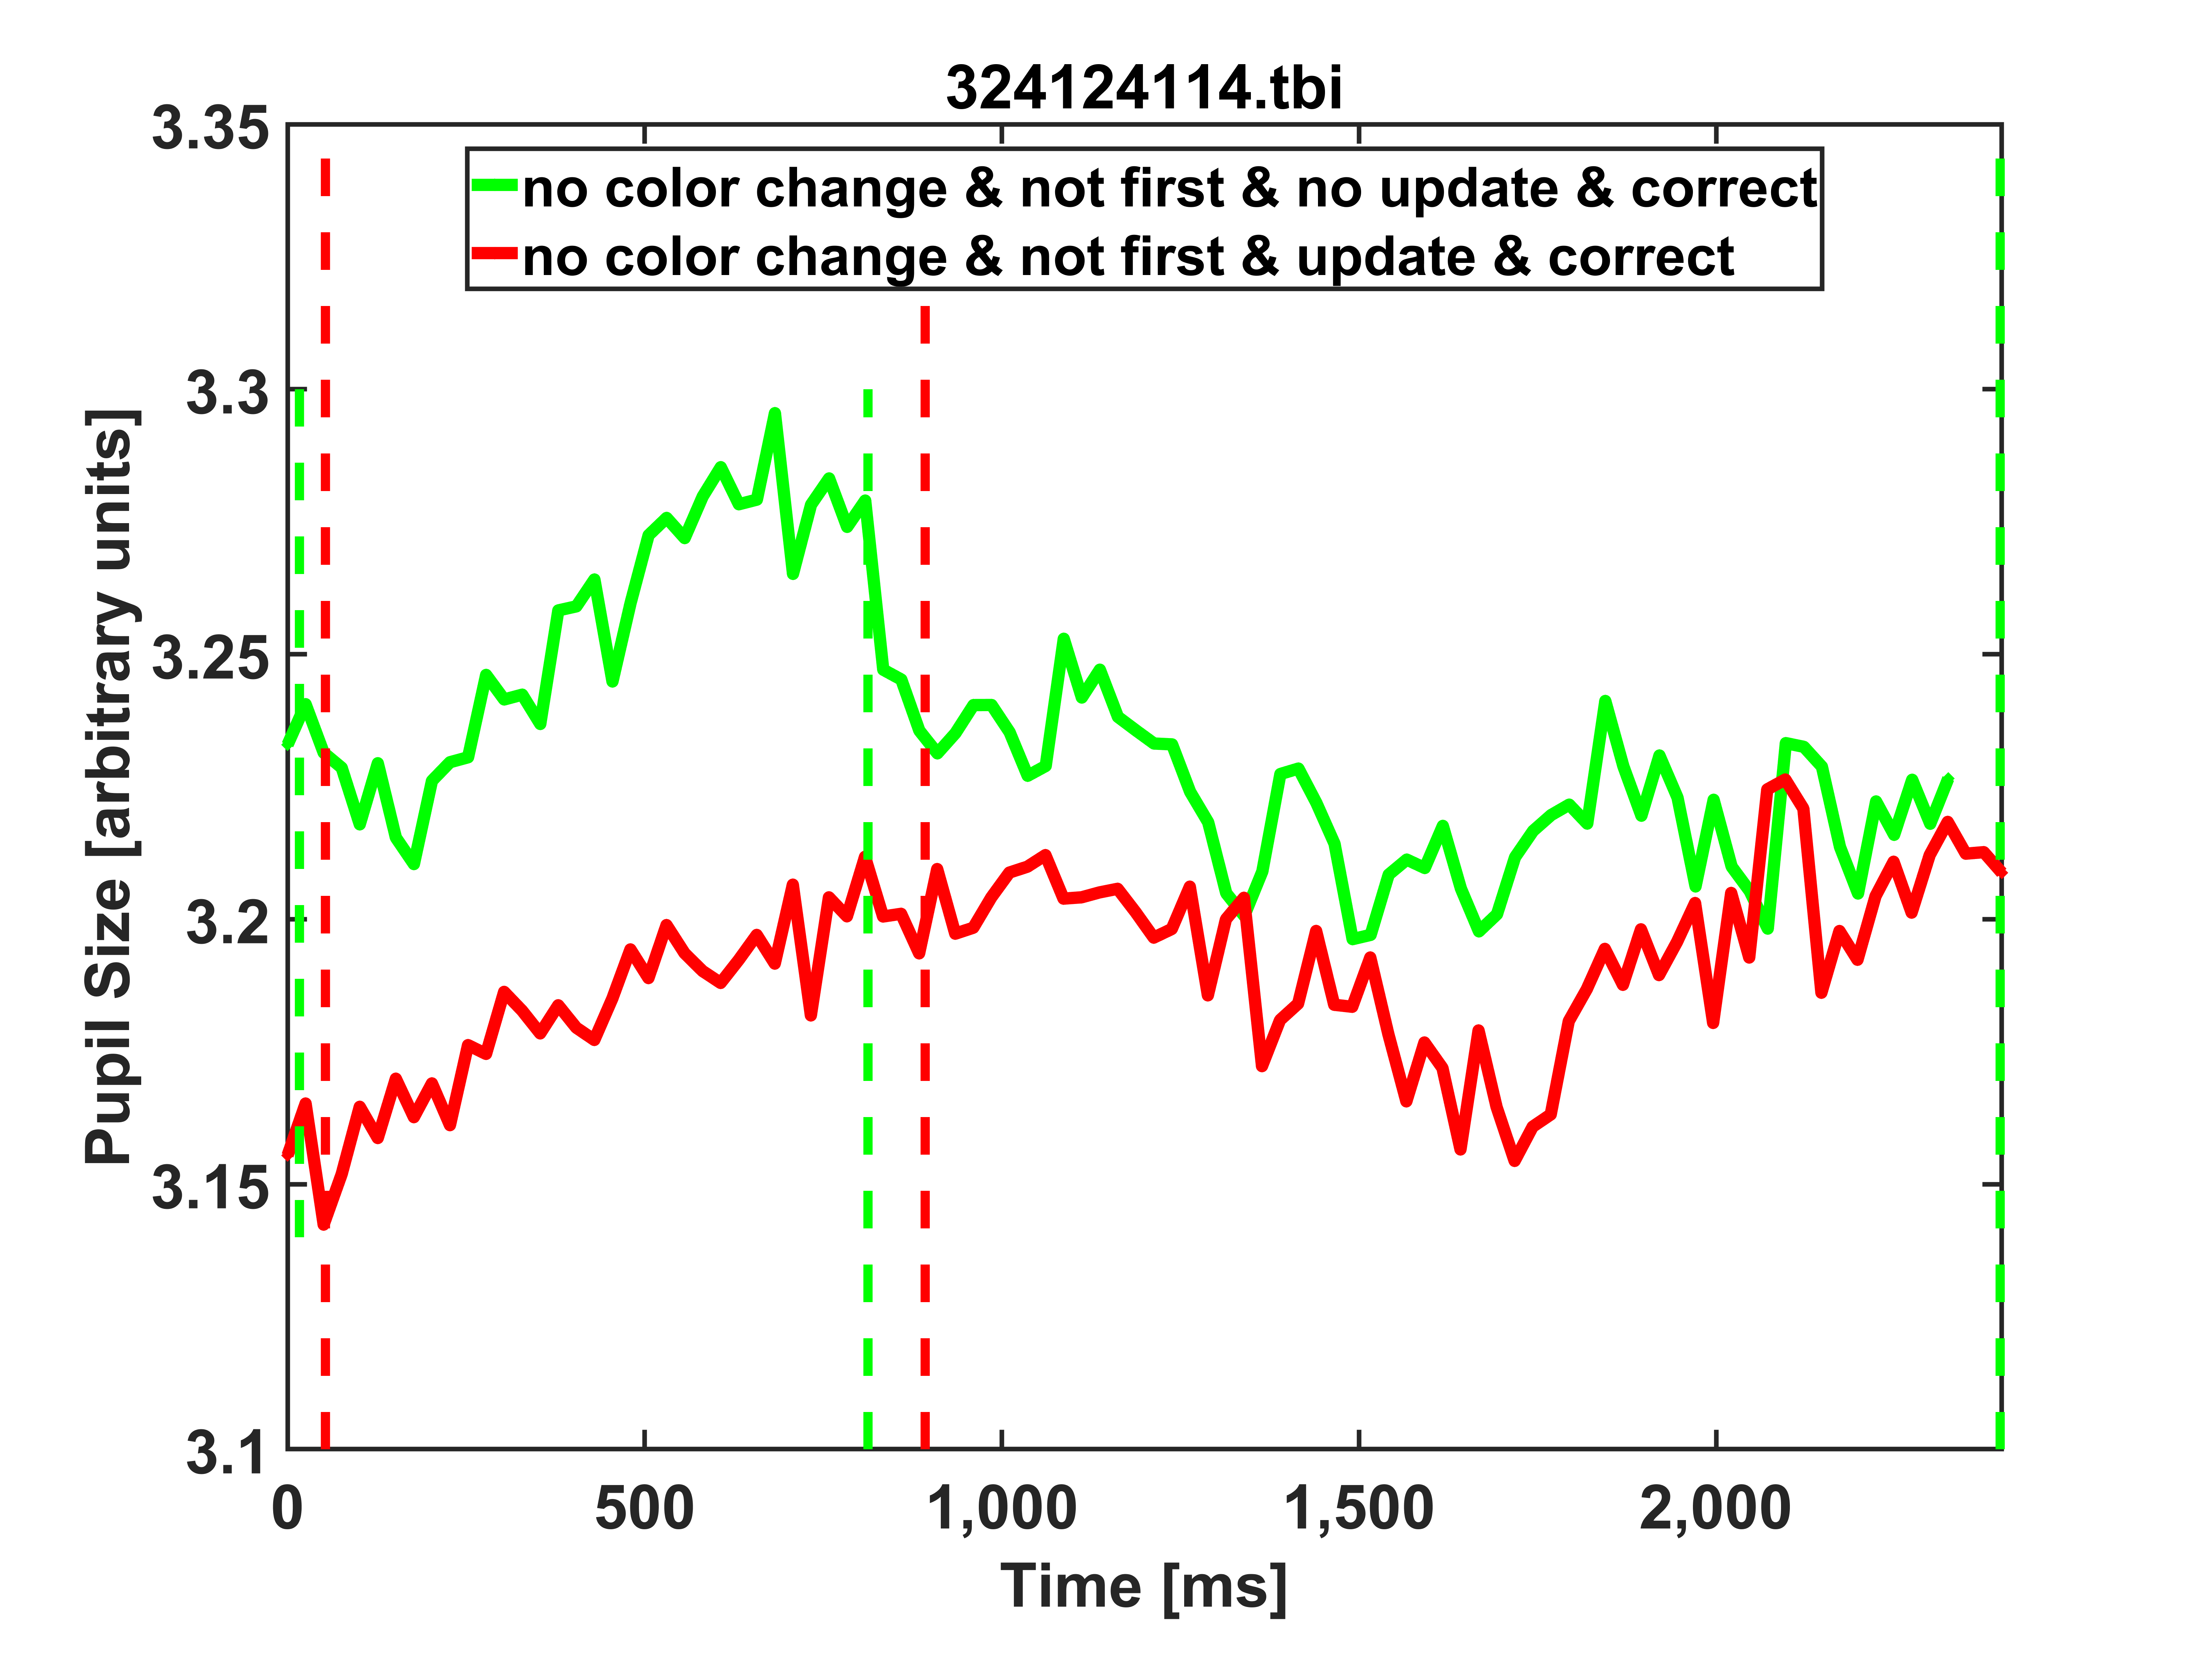 324124114.tbi
3.35
3.3
3.25
3.2
3.15
3.1
Pupil Size [arbitrary units]
no color change & not first & no update & correct
no color change & not first & update & correct
0 500 1,000 1,500 2,000
Time [ms]